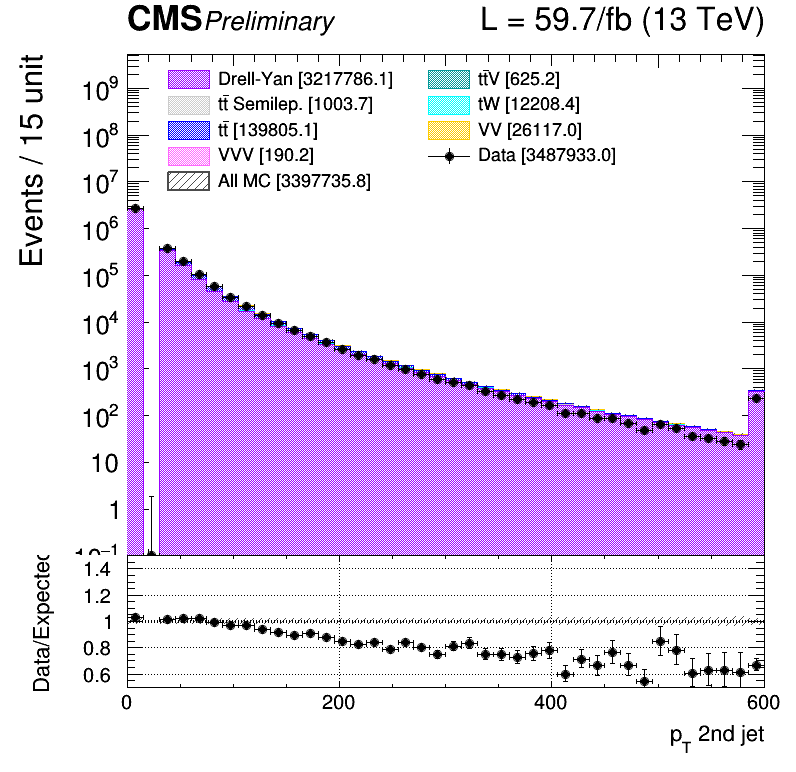 CMS Preliminary L = 59.7/fb (13 TeV)
Events / 15 unit
Drell-Yan [3217786.1]
tt̄ Semilep. [1003.7]
tt̄ [139805.1]
VVV [190.2]
All MC [3397735.8]
tt̄V [625.2]
tW [12208.4]
VV [26117.0]
Data [3487933.0]
10⁹
10⁸
10⁷
10⁶
10⁵
10⁴
10³
10²
10
1
10⁻¹
Data/Expected
1.4
1.2
1
0.8
0.6
0 200 400 600
p_T 2nd jet